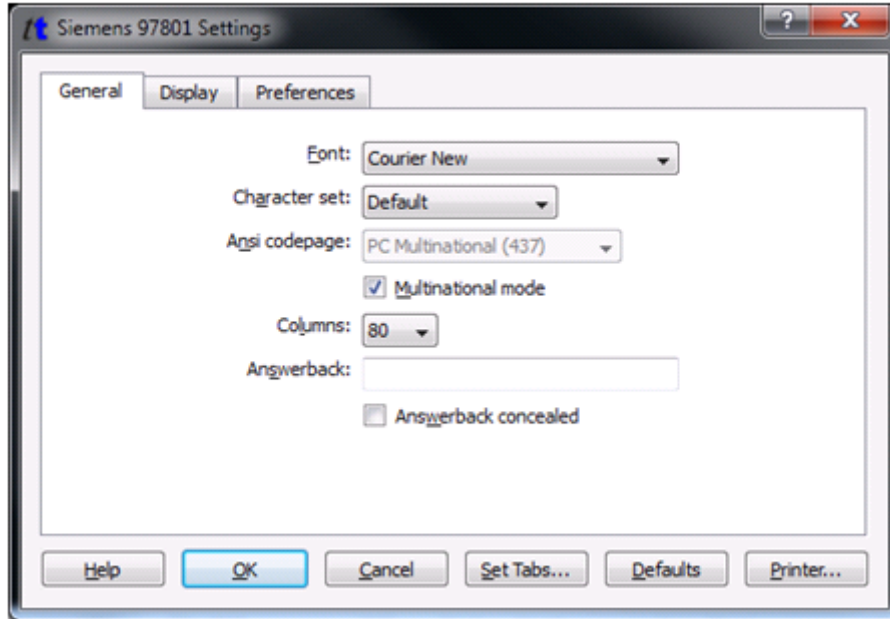 tt Siemens 97801 Settings ?
General Display Preferences
Font: Courier New
Character set: Default
Ansi codepage: PC Multinational (437)
Multinational mode
Columns: 80
Answerback:
Answerback concealed
Help OK Cancel Set Tabs... Defaults Printer...